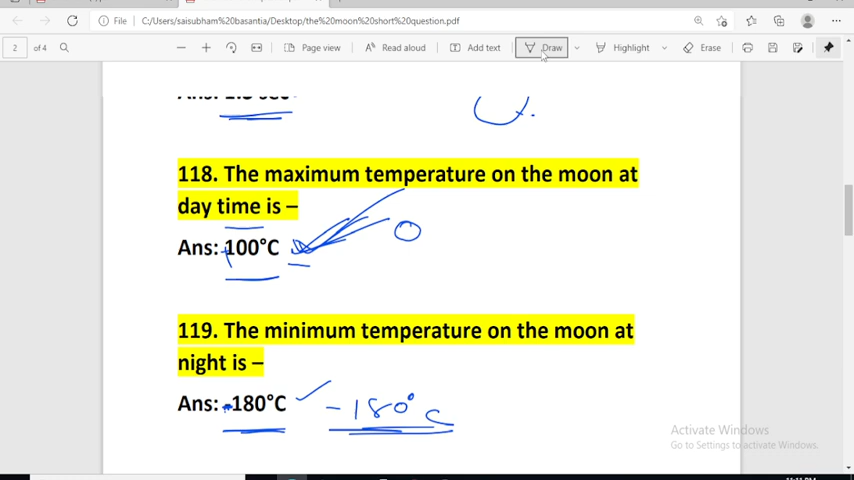 File
C:/Users/saisubham%20basantia/Desktop/the%20moon%20short%20question.pdf
2 of 4
Page view
Read aloud
Add text
Draw
Highlight
Erase
118. The maximum temperature on the moon at
day time is –
Ans: 100°C
119. The minimum temperature on the moon at
night is –
Ans: -180°C
-180°C
Activate Windows
Go to Settings to activate Windows.